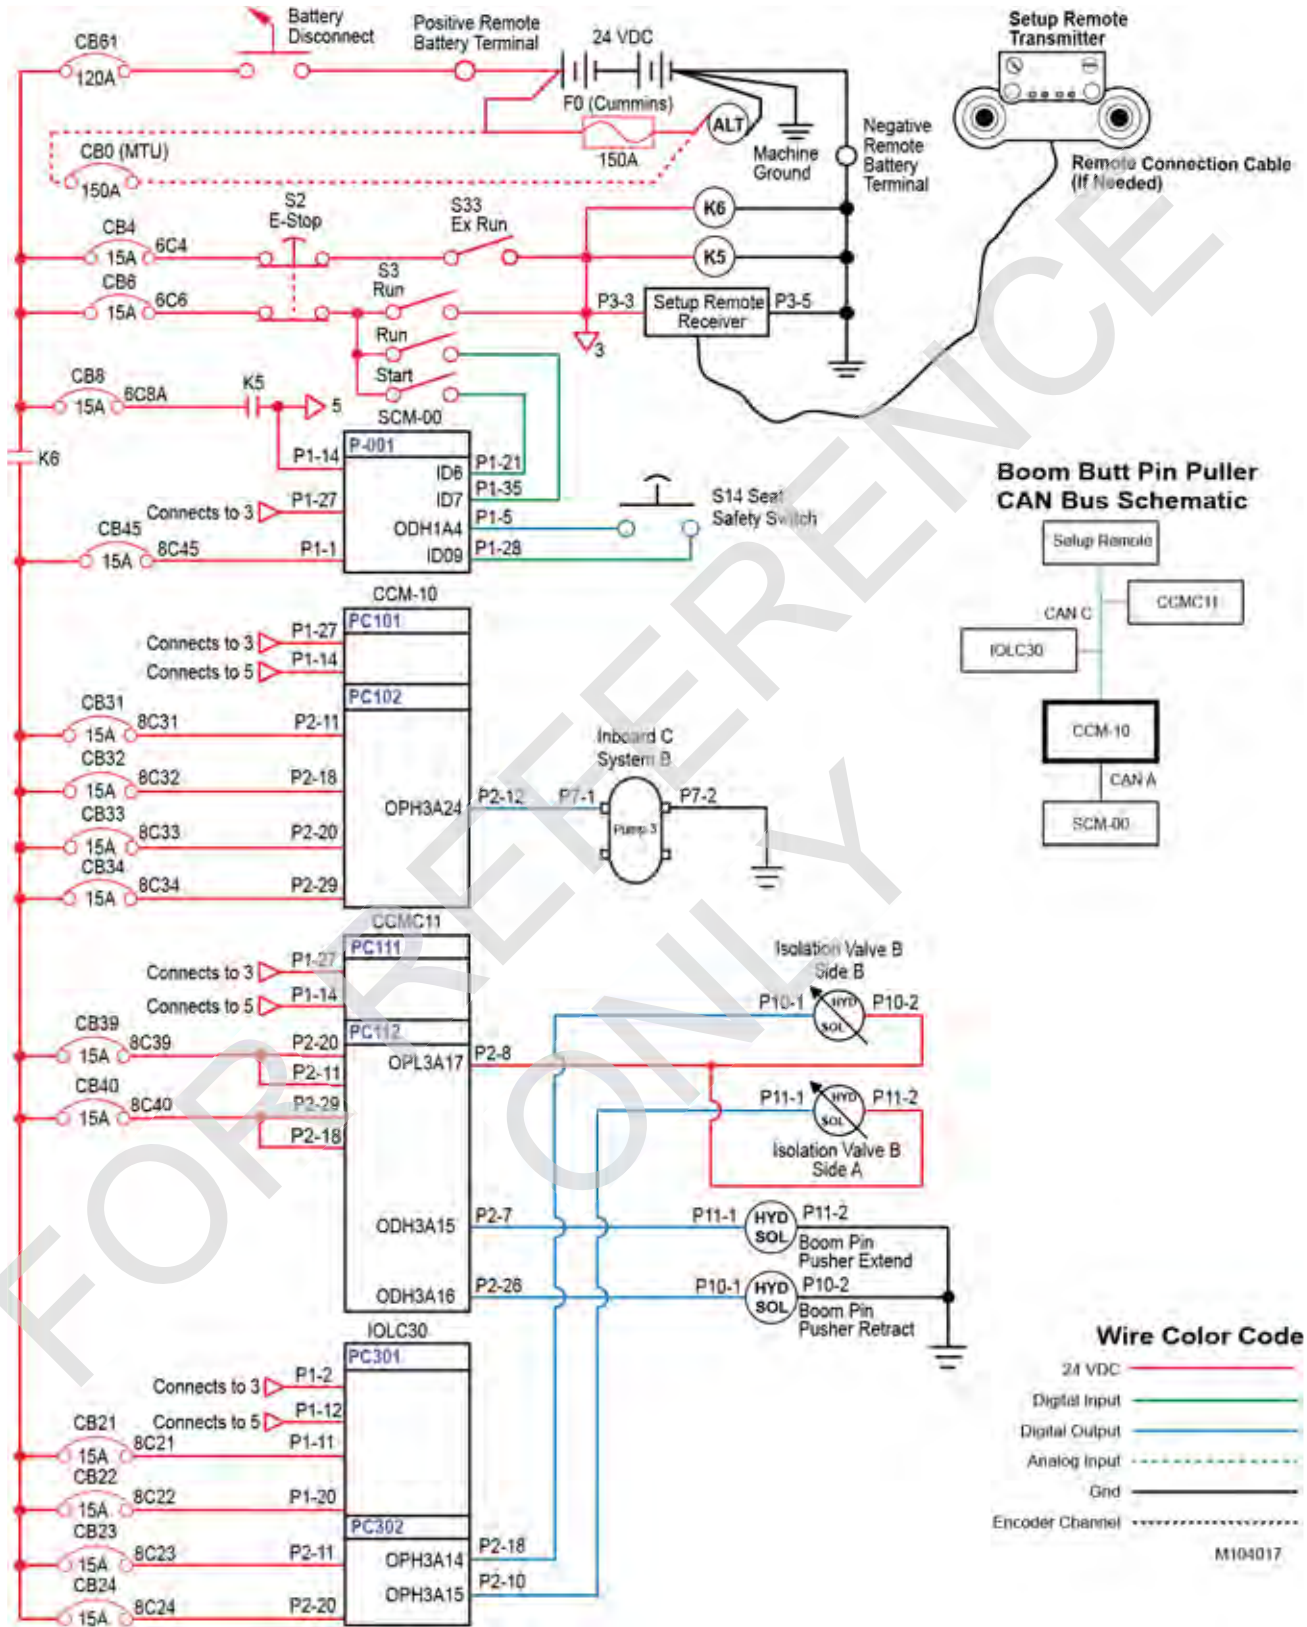 Battery
Disconnect
Positive Remote
Battery Terminal
24 VDC
Setup Remote
Transmitter
CB61
120A
F0 (Cummins)
150A
ALT
Machine
Ground
Negative
Remote
Battery
Terminal
Remote Connection Cable
(If Needed)
CB0 (MTU)
150A
S2
E-Stop
S33
Ex Run
K6
CB4
15A
6C4
K5
S3
Run
CB6
15A
6C6
P3-3
Setup Remote
Receiver
P3-5
3
Run
Start
CB8
15A
6C8A
K5
5
SCM-00
P-001
K6
P1-14
ID6
P1-21
ID7
P1-35
Connects to 3
P1-27
ODH1A4
P1-5
S14 Seat
Safety Switch
CB45
15A
8C45
P1-1
ID09
P1-28
Boom Butt Pin Puller
CAN Bus Schematic
Setup Remote
CAN C
CCMC11
IOLC30
CCM-10
CAN A
SCM-00
CCM-10
PC101
Connects to 3
P1-27
Connects to 5
P1-14
PC102
CB31
15A
8C31
P2-11
CB32
15A
8C32
P2-18
OPH3A24
P2-12
P7-1
Inboard C
System B
Pump 3
P7-2
CB33
15A
8C33
P2-20
CB34
15A
8C34
P2-29
CCMC11
PC111
Connects to 3
P1-27
Connects to 5
P1-14
PC112
Isolation Valve B
Side B
P10-1
HYD
SOL
P10-2
CB39
15A
8C39
P2-20
P2-11
OPL3A17
P2-8
CB40
15A
8C40
P2-29
P2-18
P11-1
HYD
SOL
P11-2
Isolation Valve B
Side A
ODH3A15
P2-7
P11-1
HYD
SOL
P11-2
Boom Pin
Pusher Extend
ODH3A16
P2-26
P10-1
HYD
SOL
P10-2
Boom Pin
Pusher Retract
IOLC30
PC301
Connects to 3
P1-2
Connects to 5
P1-12
CB21
15A
8C21
P1-11
CB22
15A
8C22
P1-20
PC302
CB23
15A
8C23
P2-11
OPH3A14
P2-18
CB24
15A
8C24
P2-20
OPH3A15
P2-10
Wire Color Code
24 VDC
Digital Input
Digital Output
Analog Input
Gnd
Encoder Channel
M104017
FOR REFERENCE
ONLY